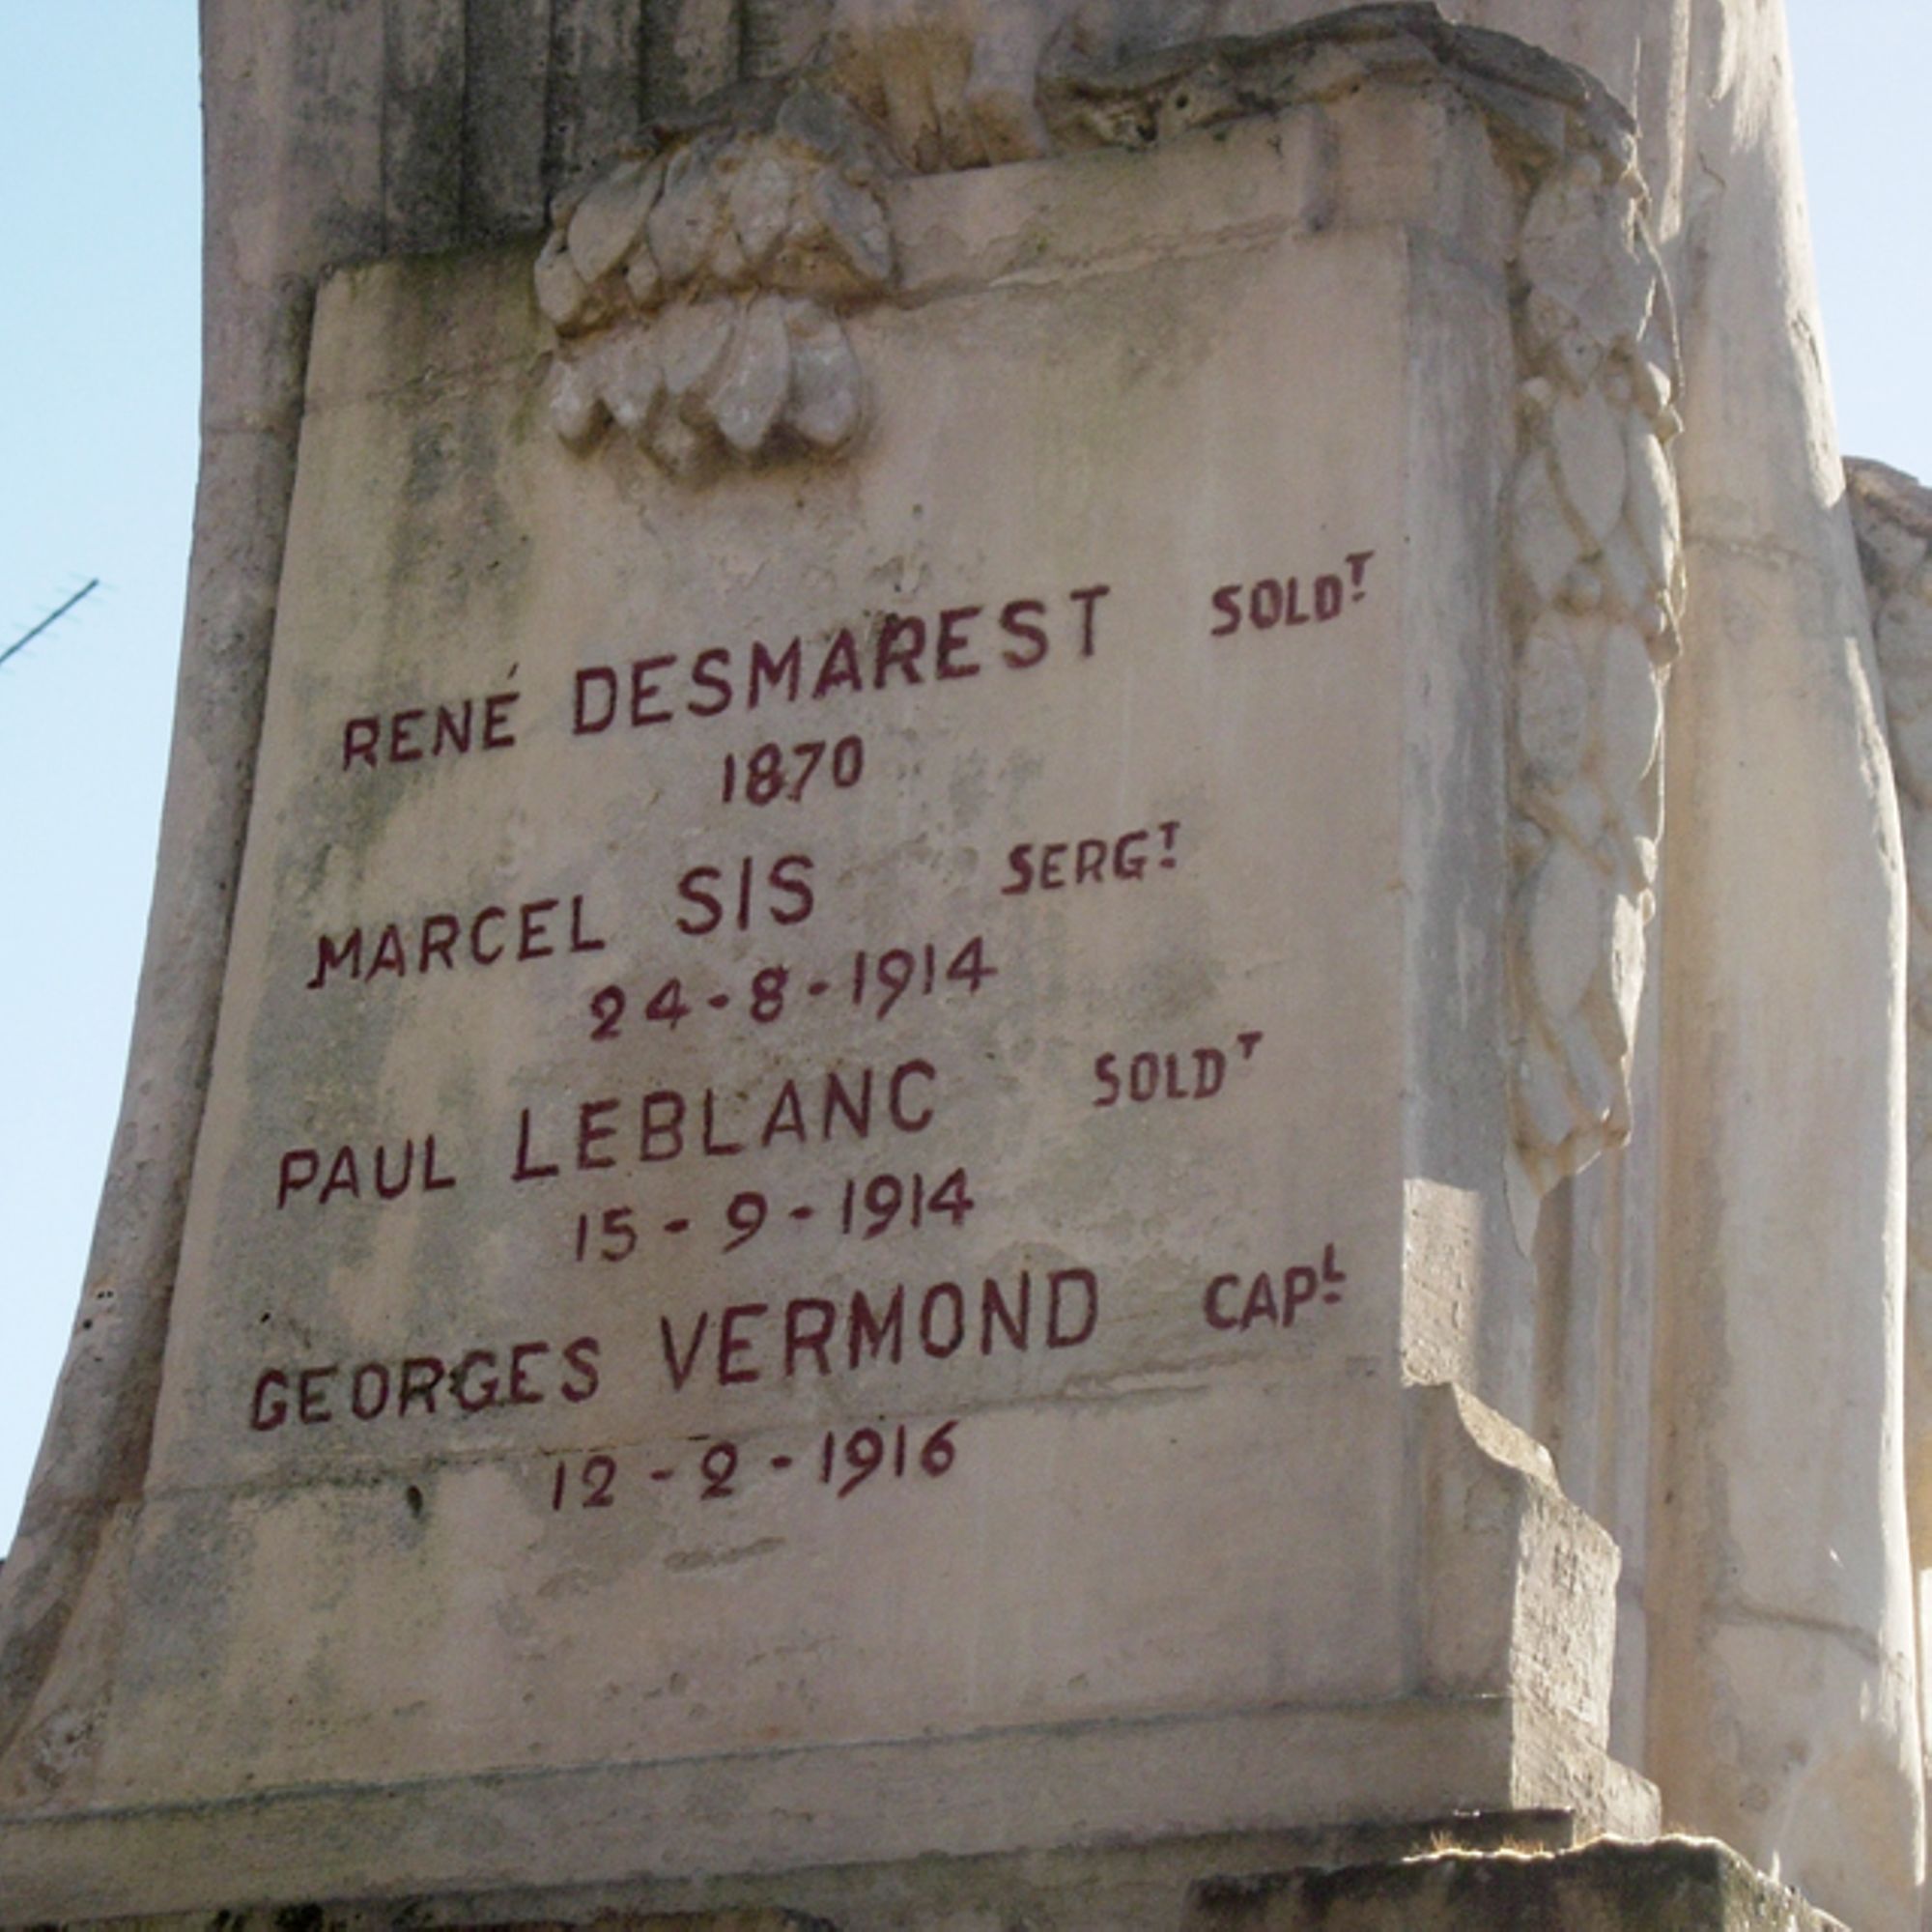 RENÉ DESMAREST SOLDT
1870
MARCEL SIS SERGT
24-8-1914
PAUL LEBLANC SOLDT
15-9-1914
GEORGES VERMOND CAPL
12-2-1916